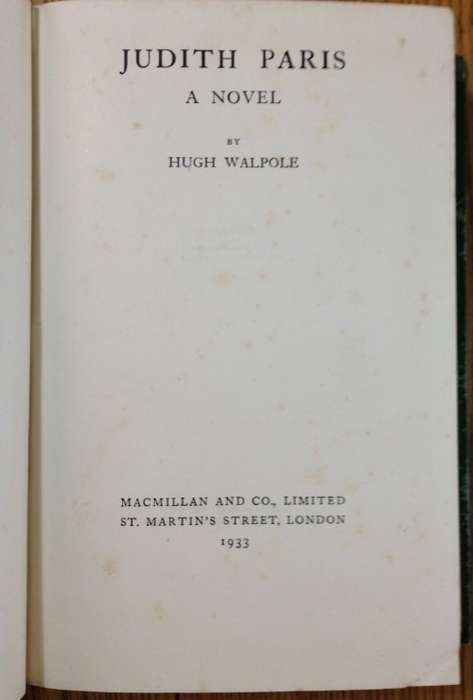 JUDITH PARIS
A NOVEL
BY
HUGH WALPOLE
MACMILLAN AND CO., LIMITED
ST. MARTIN'S STREET, LONDON
1933